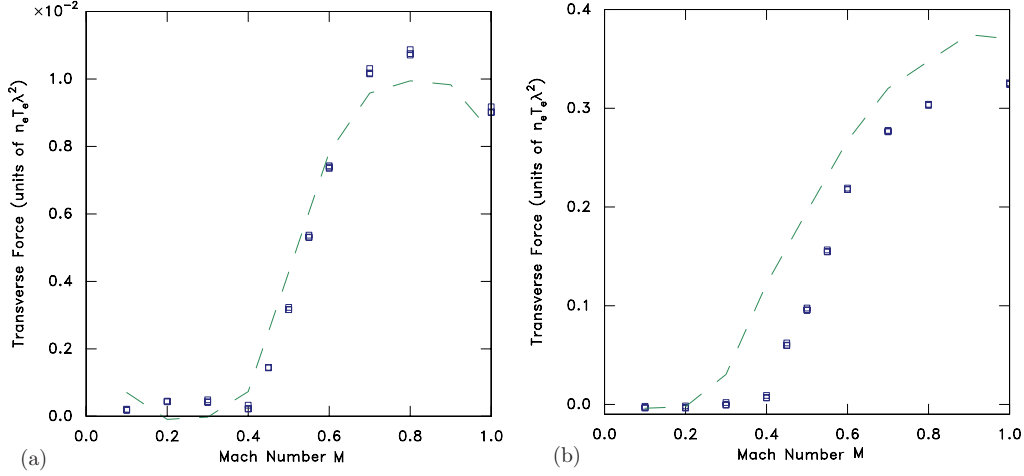 ×10⁻²
1.0
0.8
0.6
0.4
0.2
0.0
Transverse Force (units of nₑTₑλ²)
0.0 0.2 0.4 0.6 0.8 1.0
Mach Number M
(a)
0.4
0.3
0.2
0.1
0.0
Transverse Force (units of nₑTₑλ²)
0.0 0.2 0.4 0.6 0.8 1.0
Mach Number M
(b)